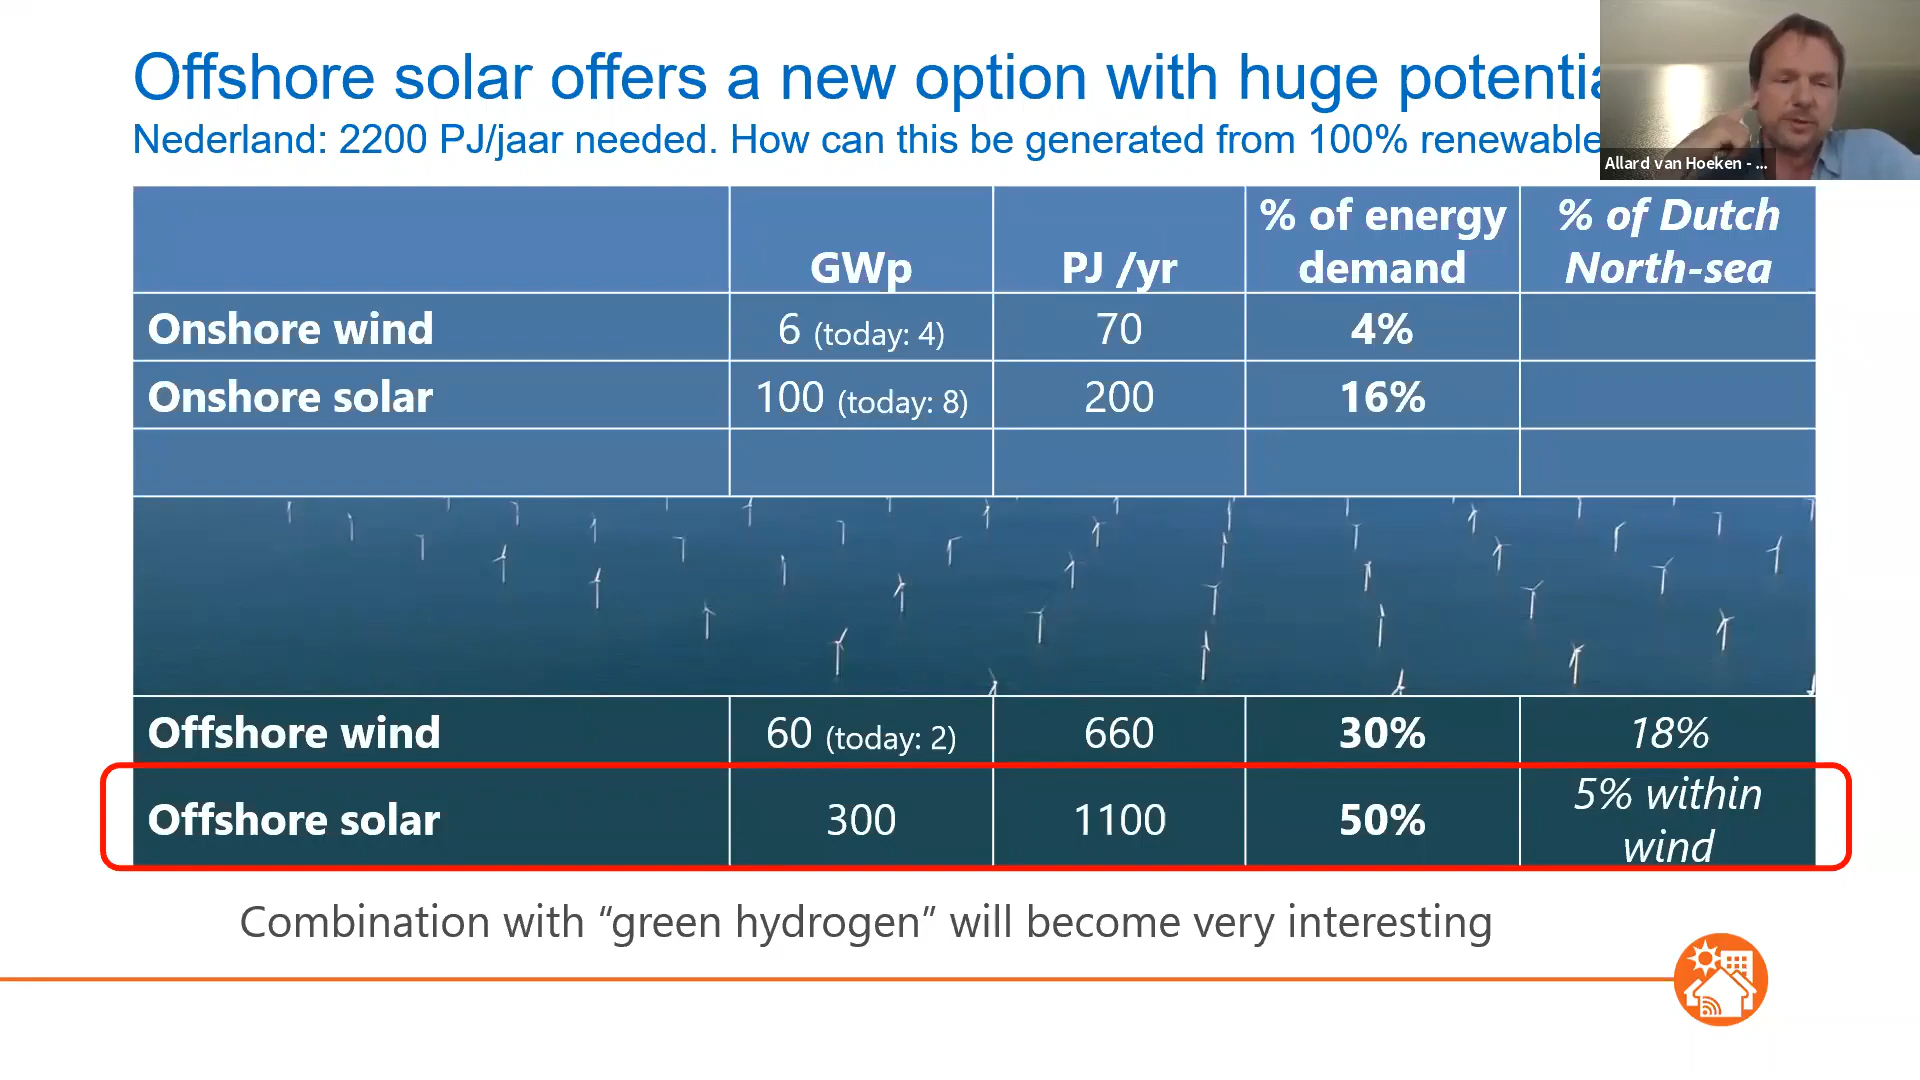 Offshore solar offers a new option with huge
Nederland: 2200 PJ/jaar needed. How can this be generated from 100% renewable
Allard van Hoeken - ...
GWp PJ /yr % of energy demand % of Dutch North-sea
Onshore wind 6 (today: 4) 70 4%
Onshore solar 100 (today: 8) 200 16%
Offshore wind 60 (today: 2) 660 30% 18%
Offshore solar 300 1100 50% 5% within wind
Combination with “green hydrogen” will become very interesting